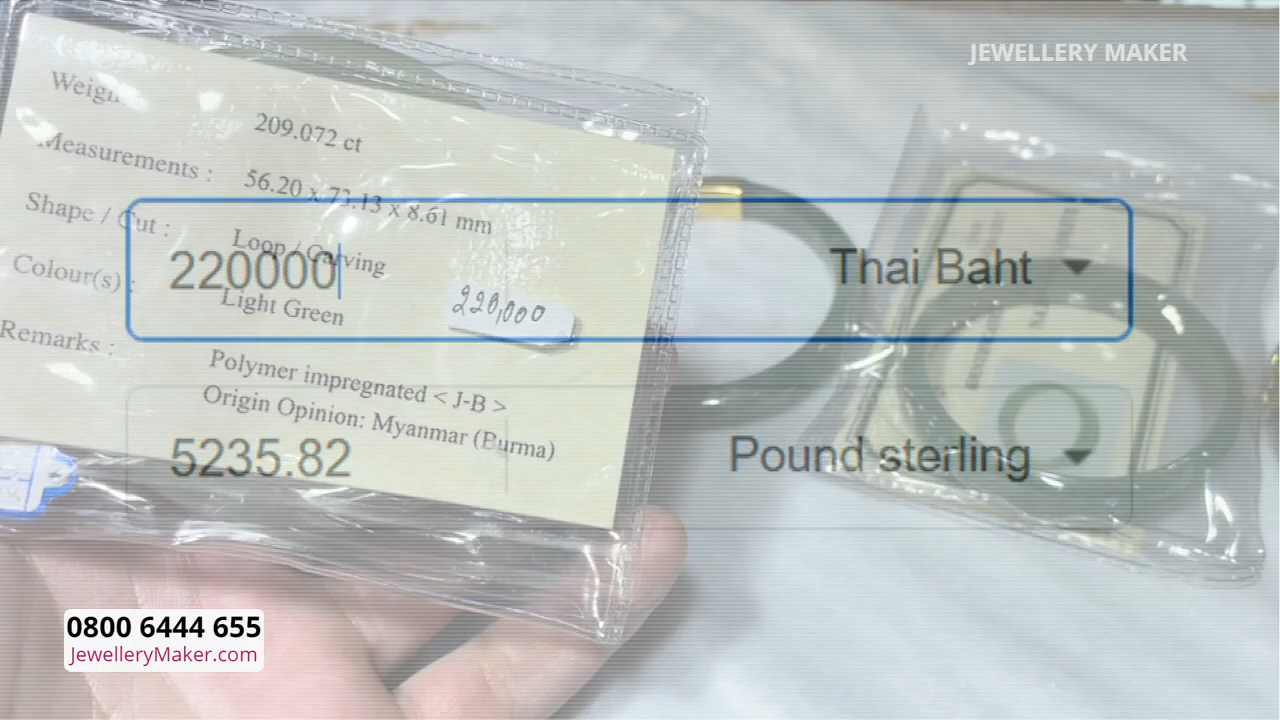 JEWELLERY MAKER
Weigh
209.072 ct
Measurements :
56.20 x 73.13 x 8.61 mm
Shape / Cut :
Loop / Carving
Colour(s) :
Light Green
220,000
Remarks :
Polymer impregnated < J-B >
Origin Opinion: Myanmar (Burma)
220000
Thai Baht
5235.82
Pound sterling
0800 6444 655
JewelleryMaker.com